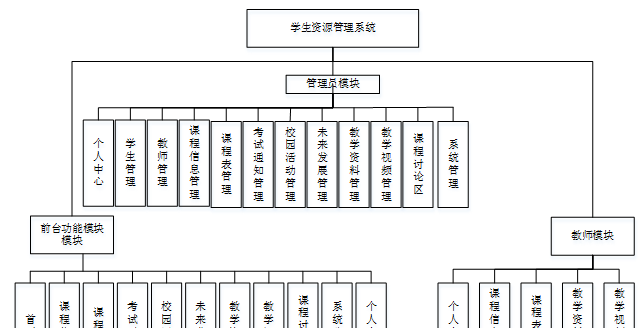 学生资源管理系统
管理员模块
个人中心
学生管理
教师管理
课程信息管理
课程表管理
考试通知管理
校园活动管理
未来发展管理
教学资料管理
教学视频管理
课程讨论区
系统管理
前台功能模块
模块
教师模块
首
课程
课程
考试
校园
未来
教学
教学
课程讨
系统
个人
个人
课程信
课程表
教学资
教学视